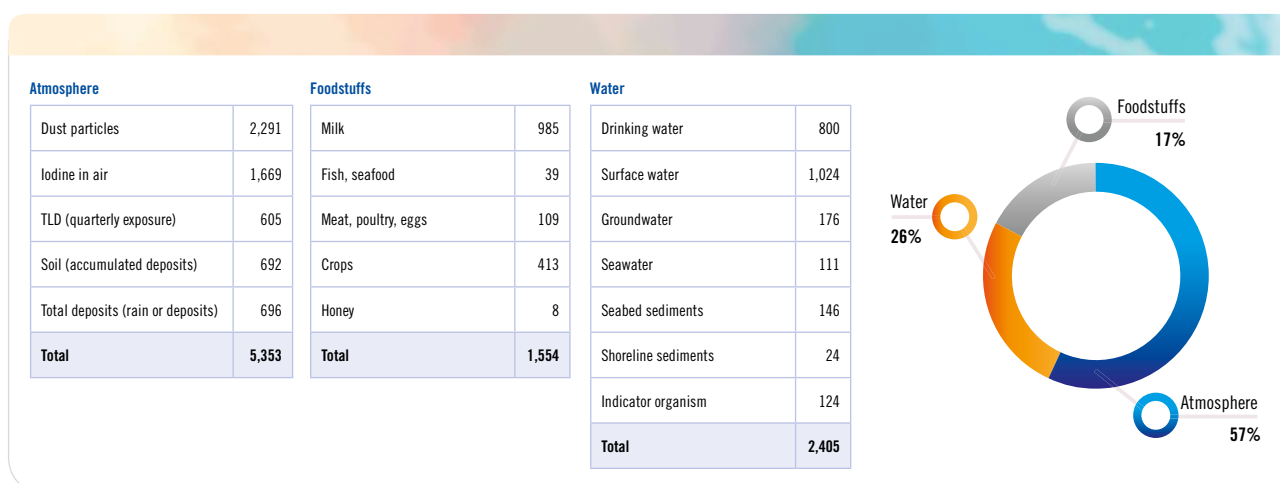 Atmosphere
Dust particles 2,291
Iodine in air 1,669
TLD (quarterly exposure) 605
Soil (accumulated deposits) 692
Total deposits (rain or deposits) 696
Total 5,353
Foodstuffs
Milk 985
Fish, seafood 39
Meat, poultry, eggs 109
Crops 413
Honey 8
Total 1,554
Water
Drinking water 800
Surface water 1,024
Groundwater 176
Seawater 111
Seabed sediments 146
Shoreline sediments 24
Indicator organism 124
Total 2,405
Foodstuffs
17%
Water
26%
Atmosphere
57%